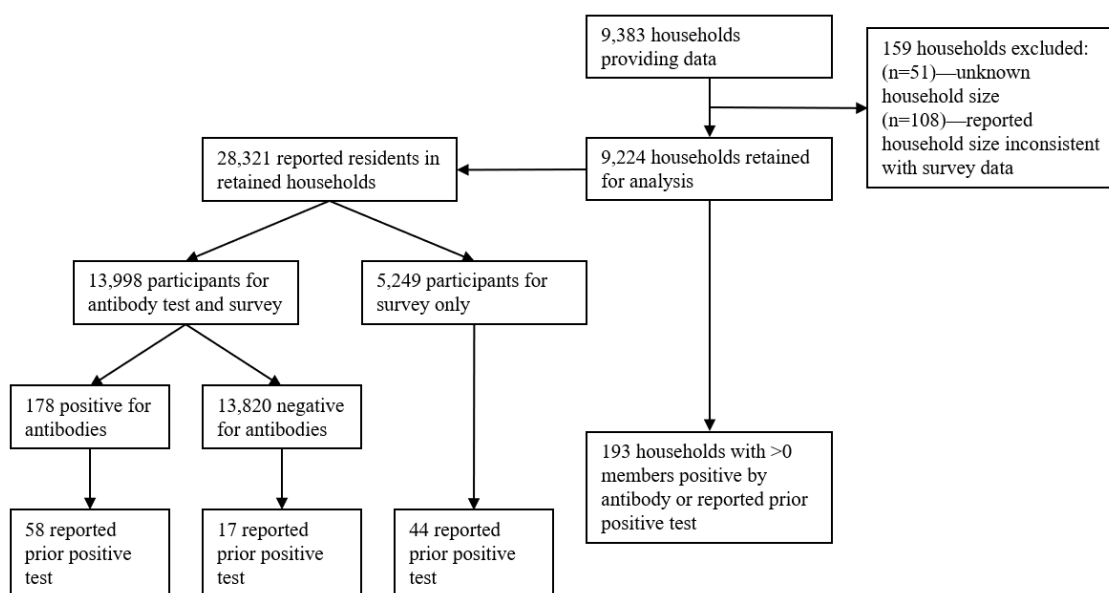 9,383 households
providing data
159 households excluded:
(n=51)—unknown
household size
(n=108)—reported
household size inconsistent
with survey data
28,321 reported residents in
retained households
9,224 households retained
for analysis
13,998 participants for
antibody test and survey
5,249 participants for
survey only
178 positive for
antibodies
13,820 negative
for antibodies
193 households with >0
members positive by
antibody or reported prior
positive test
58 reported
prior positive
test
17 reported
prior positive
test
44 reported
prior positive
test